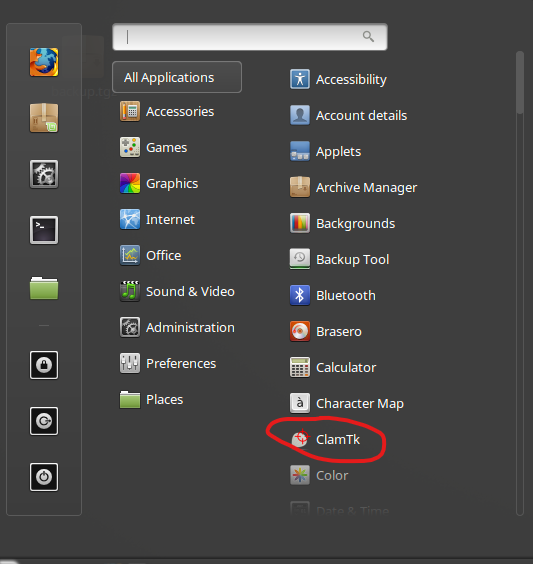 All Applications
Accessories
Games
Graphics
Internet
Office
Sound & Video
Administration
Preferences
Places
Accessibility
Account details
Applets
Archive Manager
Backgrounds
Backup Tool
Bluetooth
Brasero
Calculator
Character Map
ClamTk
Color
Date & Time